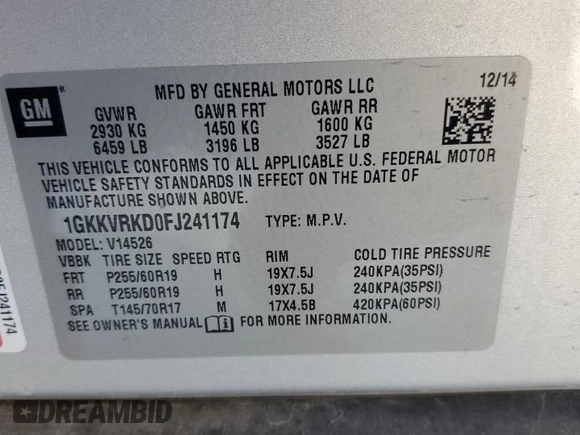 GM
®
MFD BY GENERAL MOTORS LLC 12/14
GVWR GAWR FRT GAWR RR
2930 KG 1450 KG 1600 KG
6459 LB 3196 LB 3527 LB
THIS VEHICLE CONFORMS TO ALL APPLICABLE U.S. FEDERAL MOTOR
VEHICLE SAFETY STANDARDS IN EFFECT ON THE DATE OF
MANUFACTURE SHOWN ABOVE.
1GKKVRKD0FJ241174 TYPE: M.P.V.
MODEL: V14526
VBBK TIRE SIZE SPEED RTG RIM COLD TIRE PRESSURE
FRT P255/60R19 H 19X7.5J 240KPA(35PSI)
RR P255/60R19 H 19X7.5J 240KPA(35PSI)
SPA T145/70R17 M 17X4.5B 420KPA(60PSI)
SEE OWNER'S MANUAL FOR MORE INFORMATION
J241174
DREAMBID